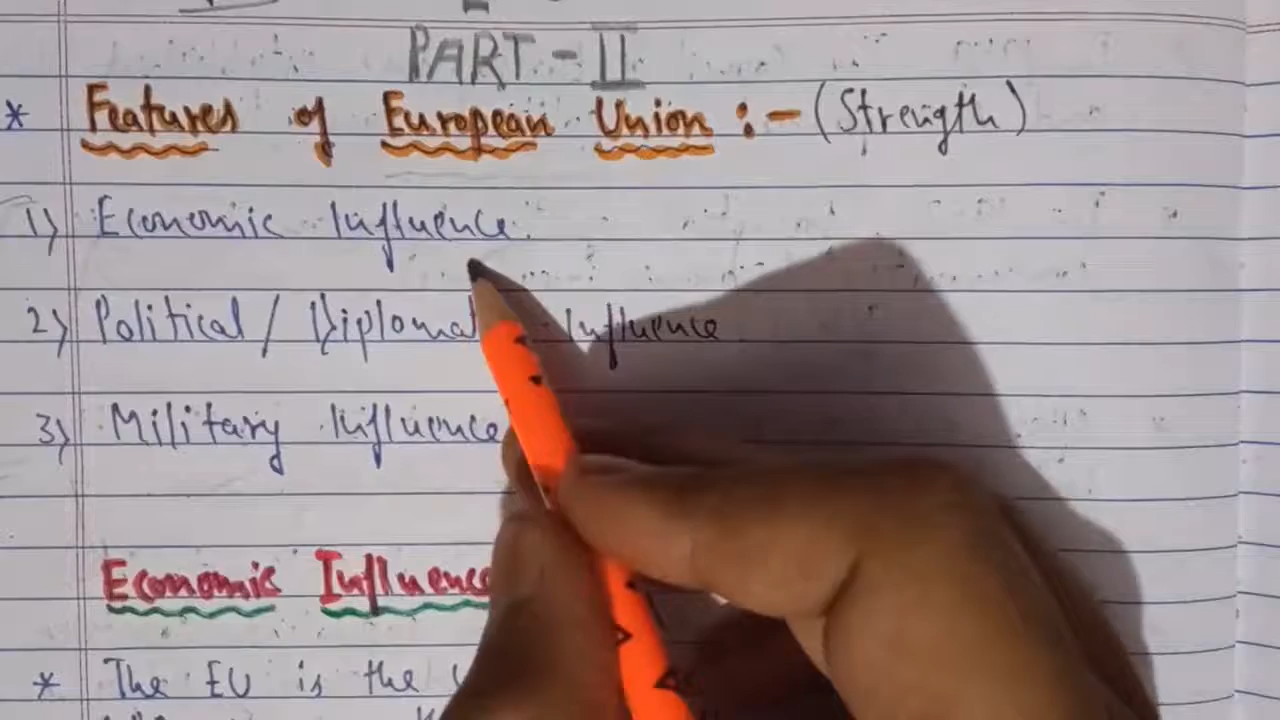 PART - II
* Features of European Union :- (Strength)
1) Economic Influence.
2) Political / Diplomat Influence
3) Military Influence
Economic Influence
* The EU is the